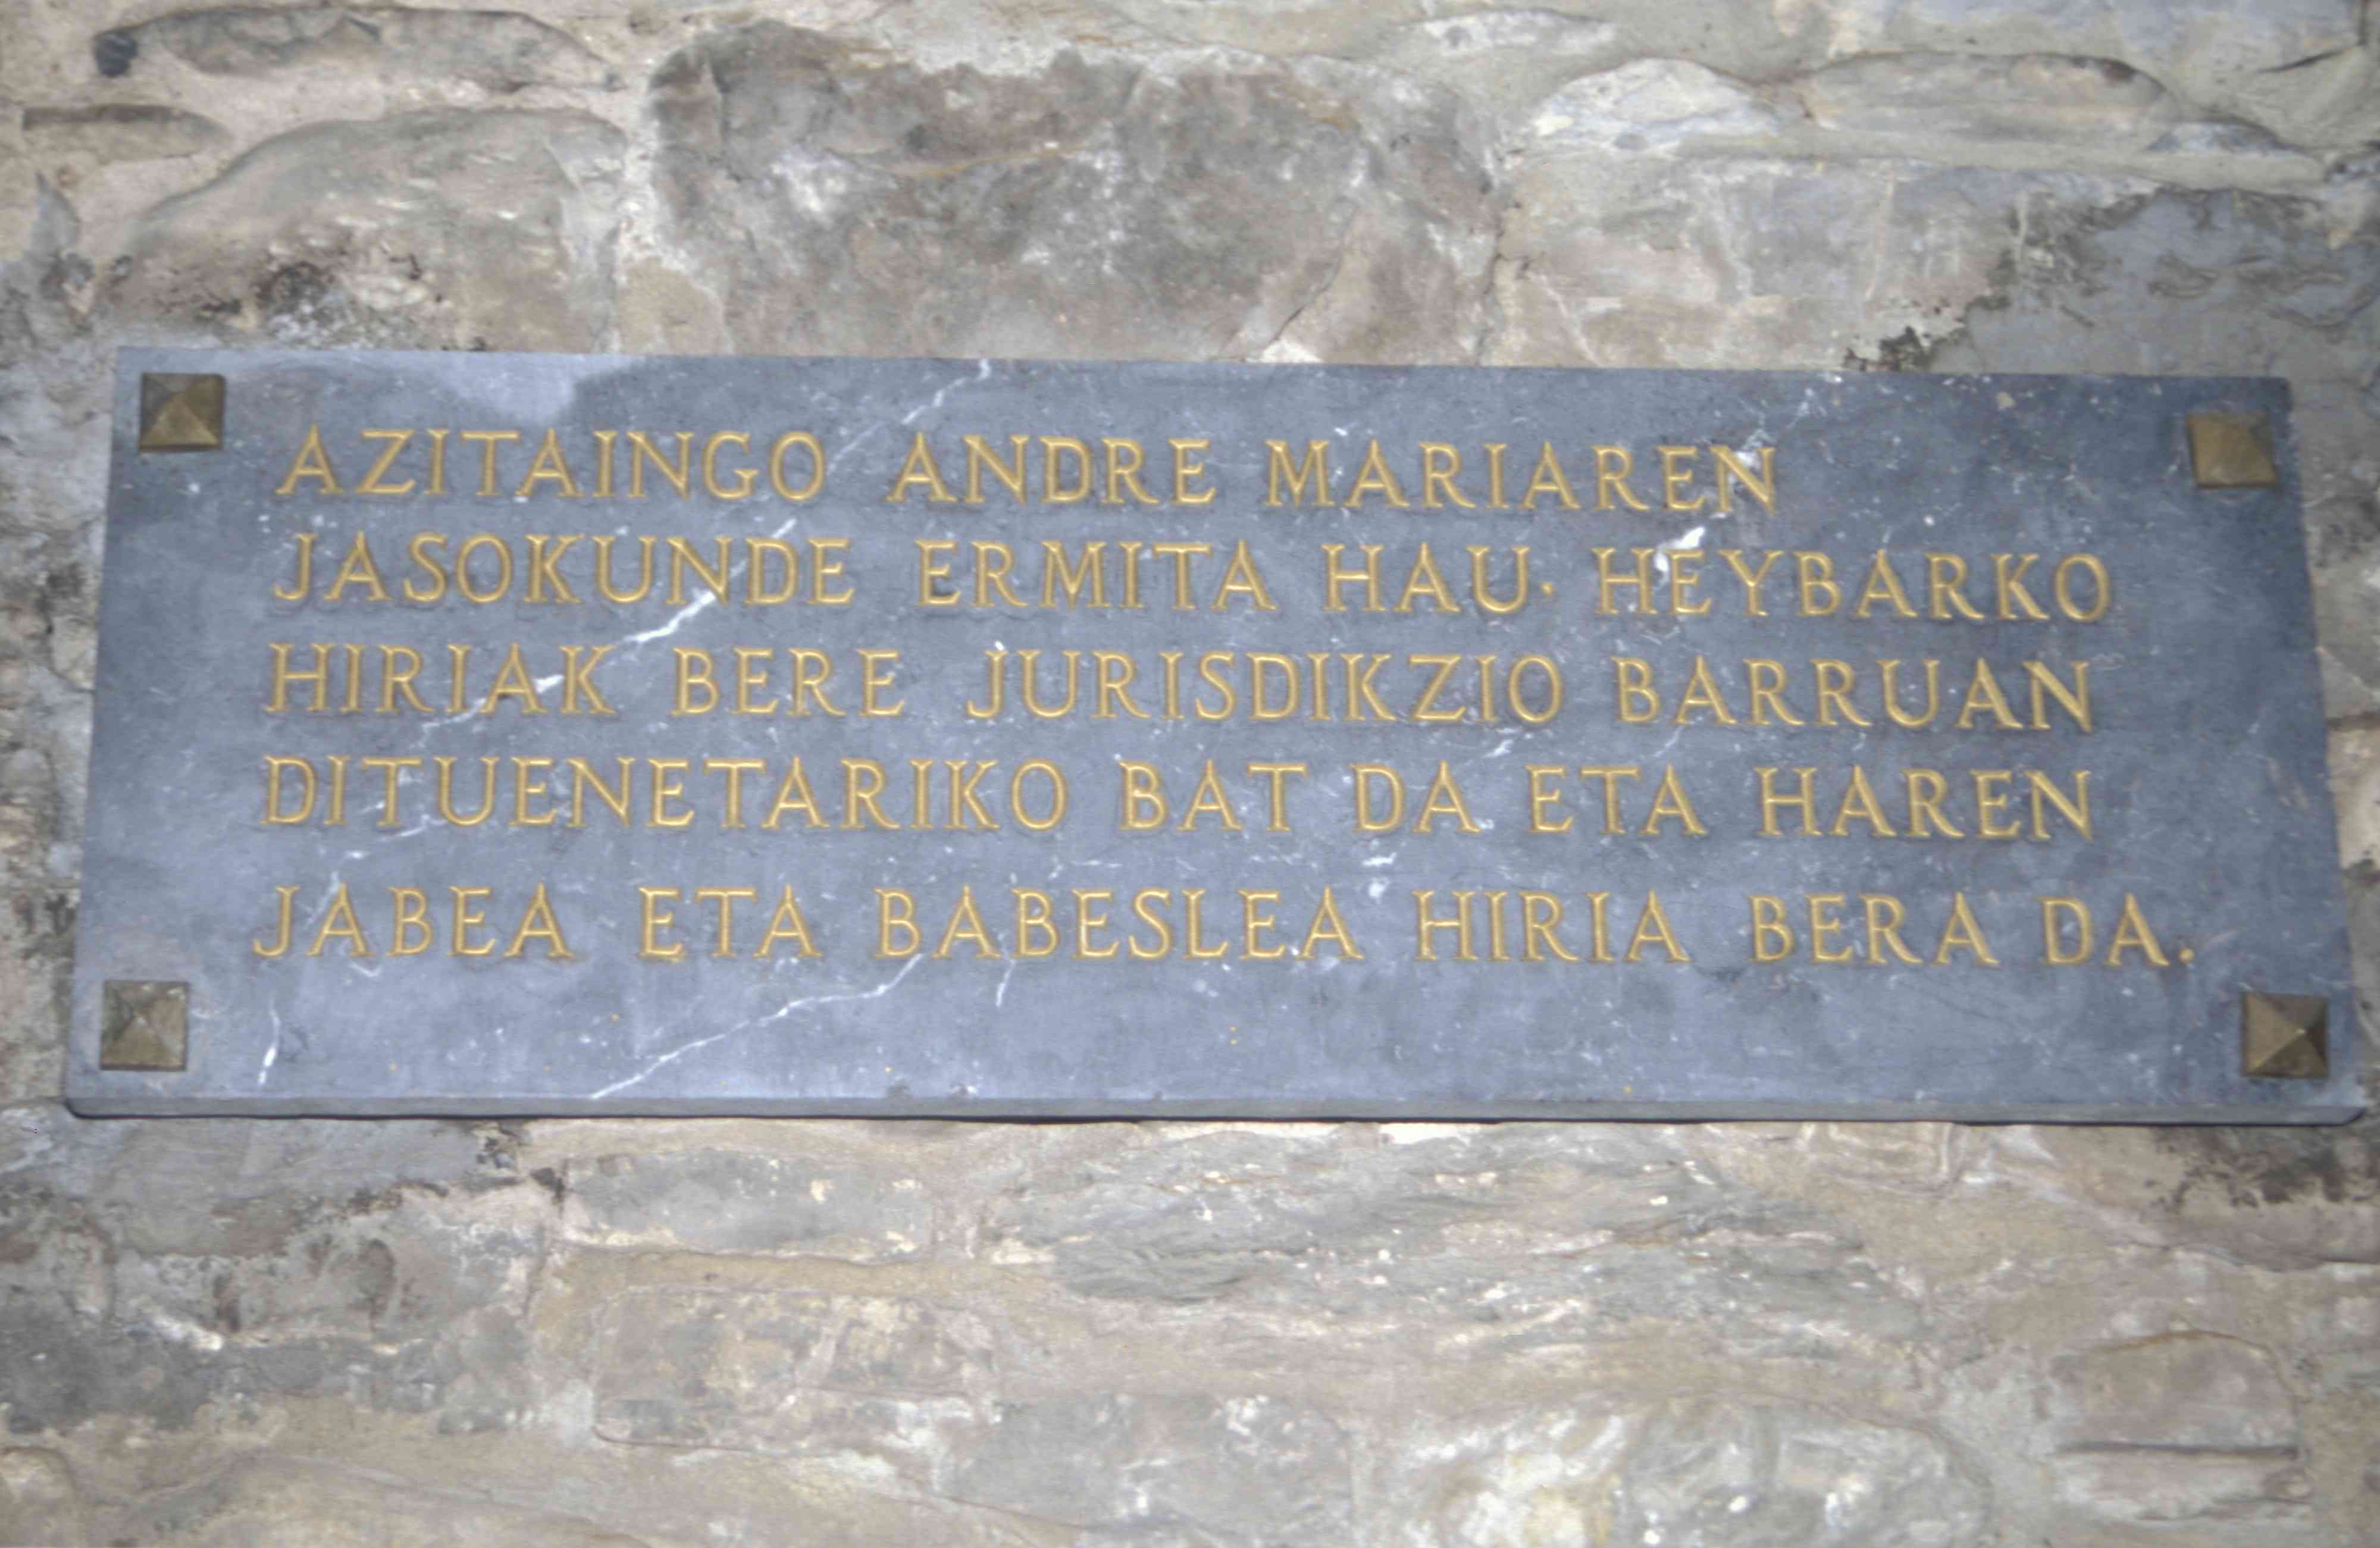 AZITAINGO ANDRE MARIAREN
JASOKUNDE ERMITA HAU· HEYBARKO
HIRIAK BERE JURISDIKZIO BARRUAN
DITUENETARIKO BAT DA ETA HAREN
JABEA ETA BABESLEA HIRIA BERA DA.